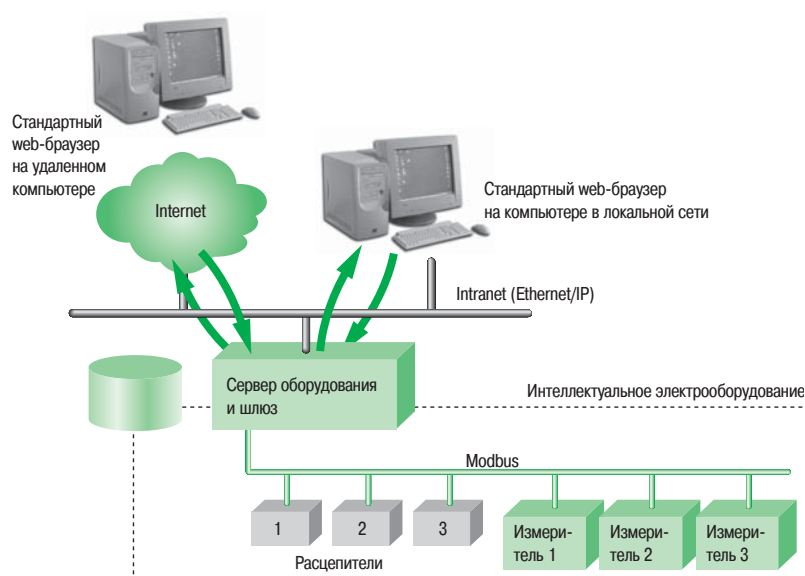 Стандартный
web-браузер
на удаленном
компьютере
Internet
Стандартный web-браузер
на компьютере в локальной сети
Intranet (Ethernet/IP)
Сервер оборудования
и шлюз
Интеллектуальное электрооборудование
Modbus
1
2
3
Расцепители
Измери-
тель 1
Измери-
тель 2
Измери-
тель 3